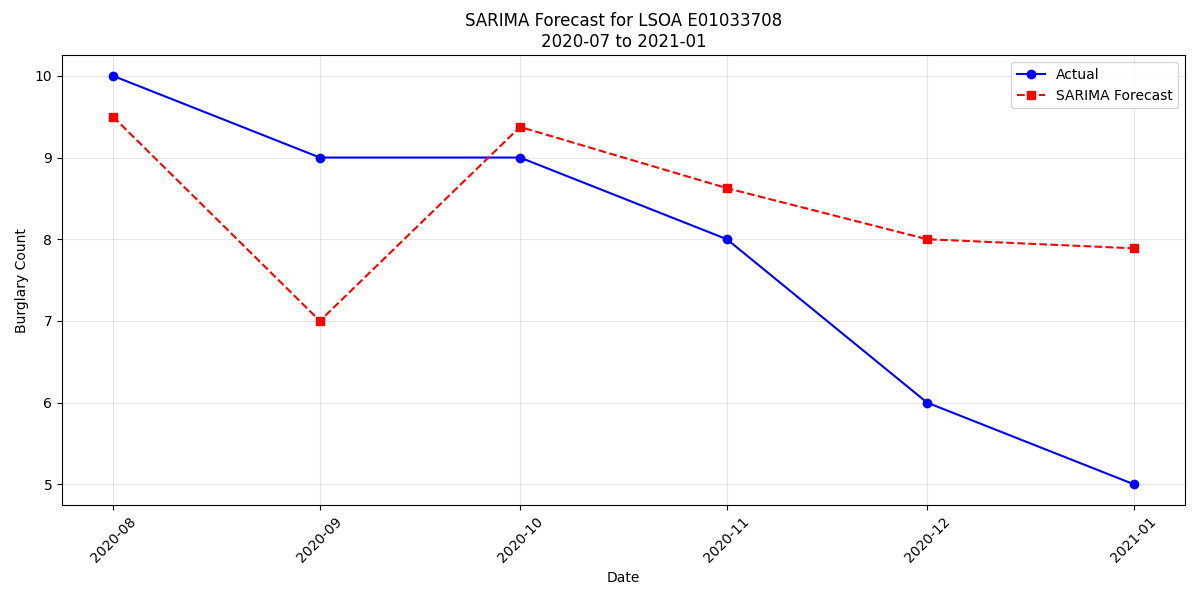 SARIMA Forecast for LSOA E01033708
2020-07 to 2021-01
Actual
SARIMA Forecast
Burglary Count
10
9
8
7
6
5
2020-08
2020-09
2020-10
2020-11
2020-12
2021-01
Date